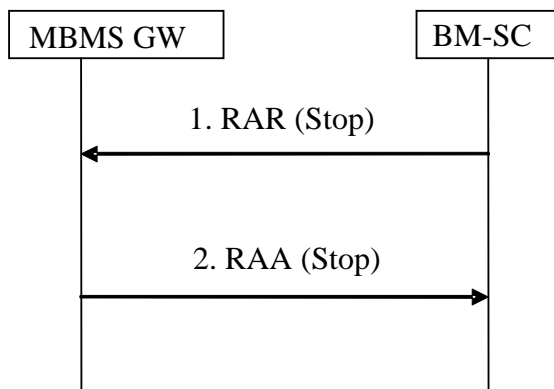 MBMS GW
BM-SC
1. RAR (Stop)
2. RAA (Stop)